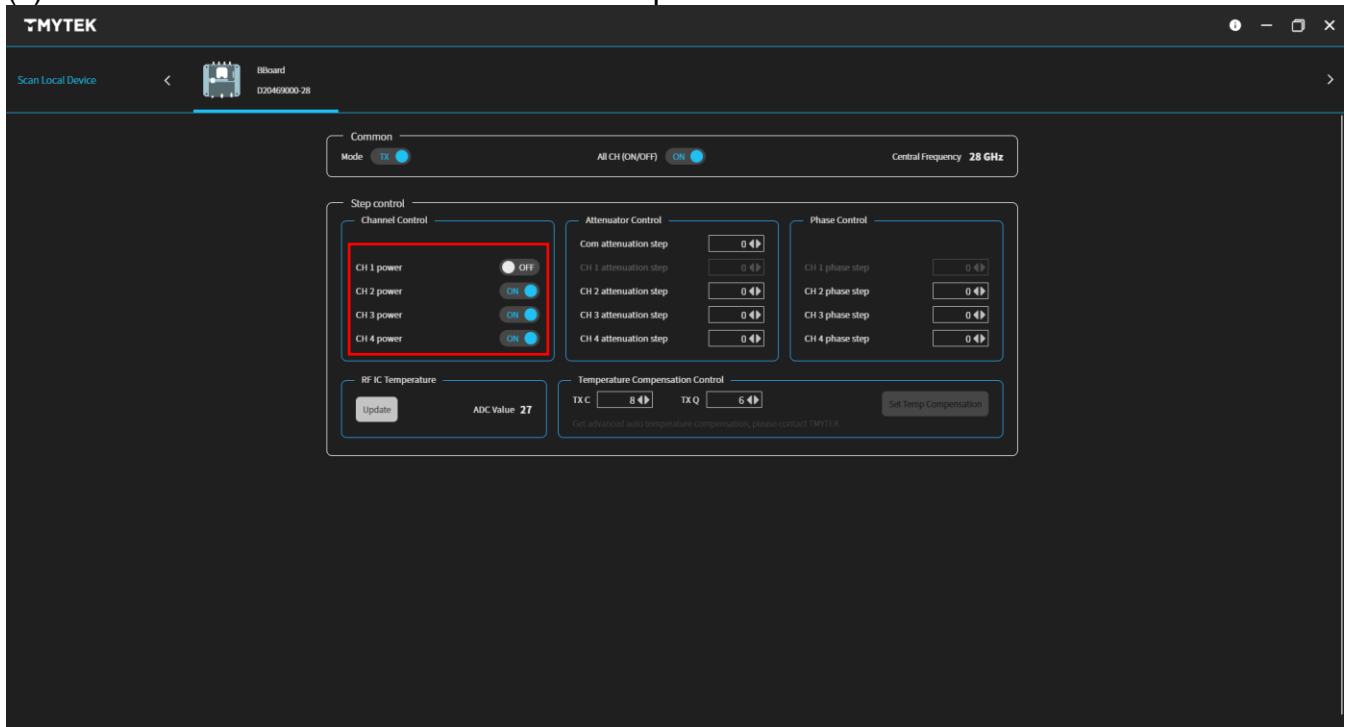 TMYTEK
Scan Local Device
BBoard
D20469000-28
Common
Mode TX All CH (ON/OFF) ON Central Frequency 28 GHz
Step control
Channel Control Attenuator Control Phase Control
Com attenuation step 0
CH 1 power OFF CH 1 attenuation step 0 CH 1 phase step 0
CH 2 power ON CH 2 attenuation step 0 CH 2 phase step 0
CH 3 power ON CH 3 attenuation step 0 CH 3 phase step 0
CH 4 power ON CH 4 attenuation step 0 CH 4 phase step 0
RF IC Temperature Temperature Compensation Control
Update ADC Value 27 TX C 8 TX Q 6 Set Temp Compensation
Get advanced auto temperature compensation, please contact TMYTEK